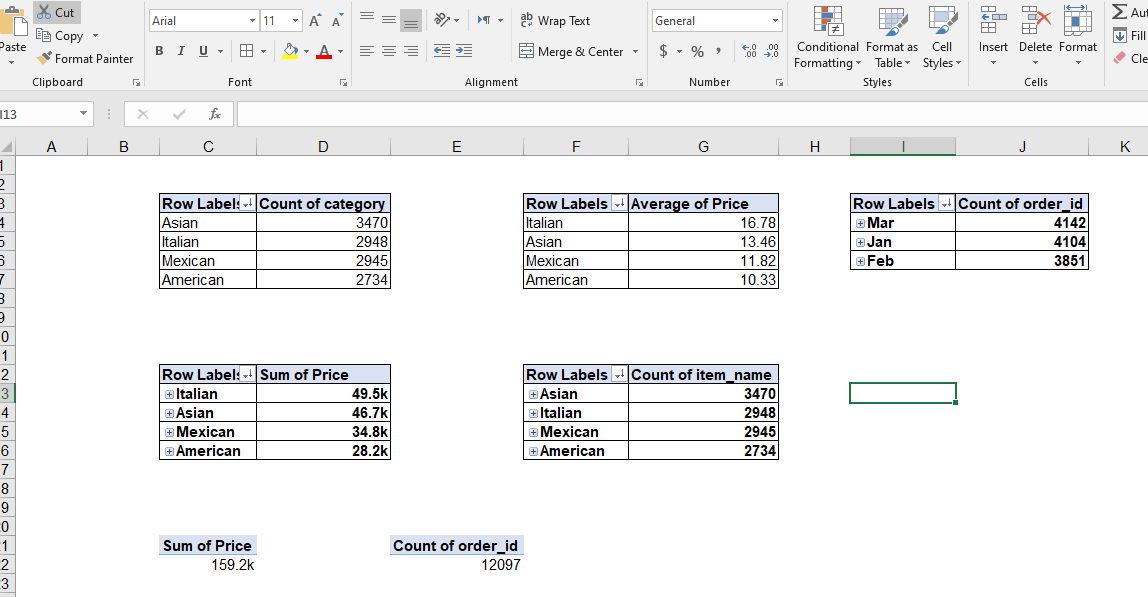 Cut
Arial 11 A A
ab Wrap Text
General
Σ Aut
Paste
Copy
Conditional Format as Cell
Insert Delete Format
Fill
Format Painter
B I U A
Merge & Center
$ % , .00 .00
Formatting Table Styles
Cle
Clipboard Font Alignment Number Styles Cells
I13 fx
A B C D E F G H I J K
Row Labels Count of category Row Labels Average of Price Row Labels Count of order_id
Asian 3470 Italian 16.78 Mar 4142
Italian 2948 Asian 13.46 Jan 4104
Mexican 2945 Mexican 11.82 Feb 3851
American 2734 American 10.33
Row Labels Sum of Price Row Labels Count of item_name
Italian 49.5k Asian 3470
Asian 46.7k Italian 2948
Mexican 34.8k Mexican 2945
American 28.2k American 2734
Sum of Price Count of order_id
159.2k 12097